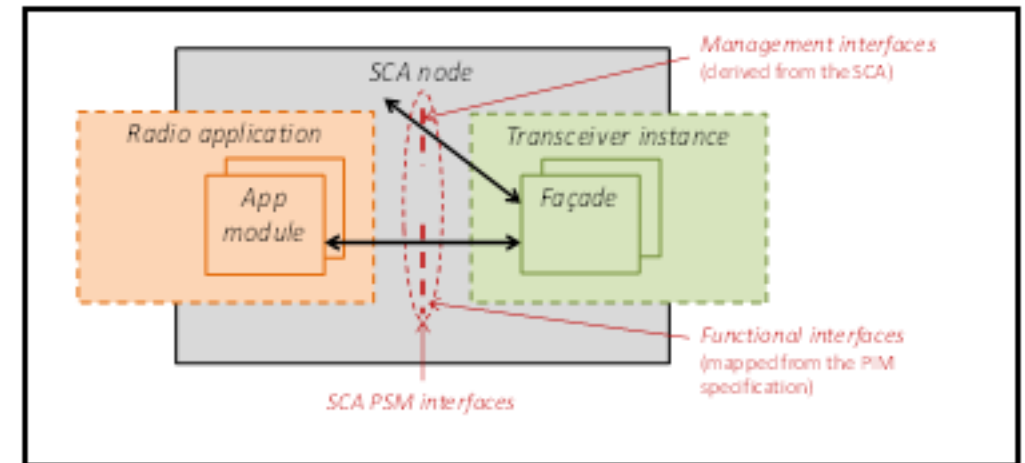 Management interfaces
(derived from the SCA)
SCA node
Radio application
Transceiver instance
App
module
Façade
Functional interfaces
(mapped from the PIM
specification)
SCA PSM interfaces